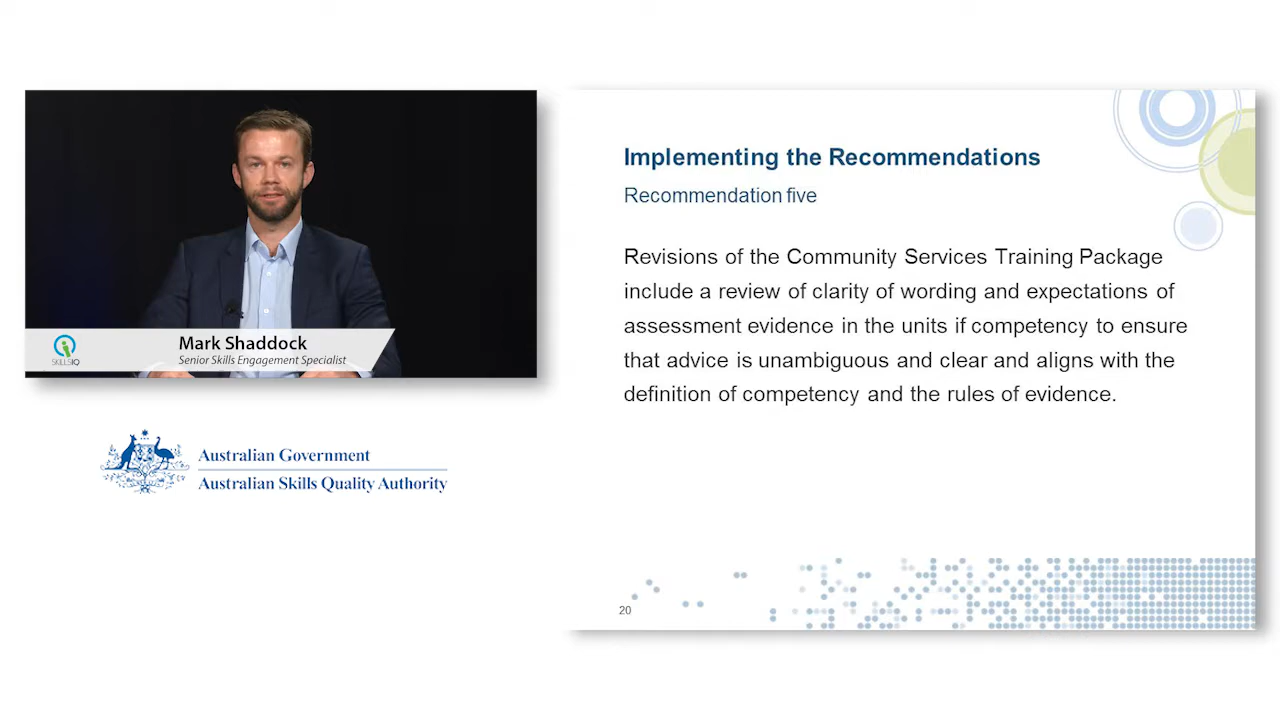 Mark Shaddock
Senior Skills Engagement Specialist
SKILLSIQ
Australian Government
Australian Skills Quality Authority
Implementing the Recommendations
Recommendation five
Revisions of the Community Services Training Package
include a review of clarity of wording and expectations of
assessment evidence in the units if competency to ensure
that advice is unambiguous and clear and aligns with the
definition of competency and the rules of evidence.
20